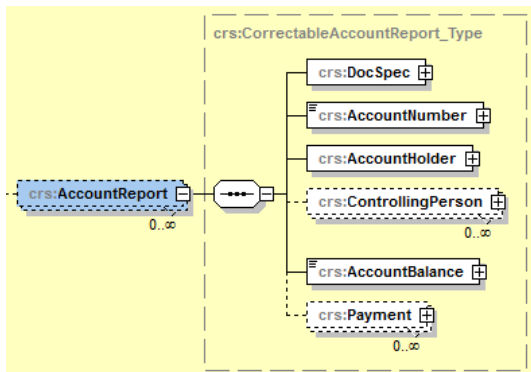 crs:CorrectableAccountReport_Type
crs:DocSpec
crs:AccountNumber
crs:AccountHolder
crs:AccountReport
0..∞
crs:ControllingPerson
0..∞
crs:AccountBalance
crs:Payment
0..∞